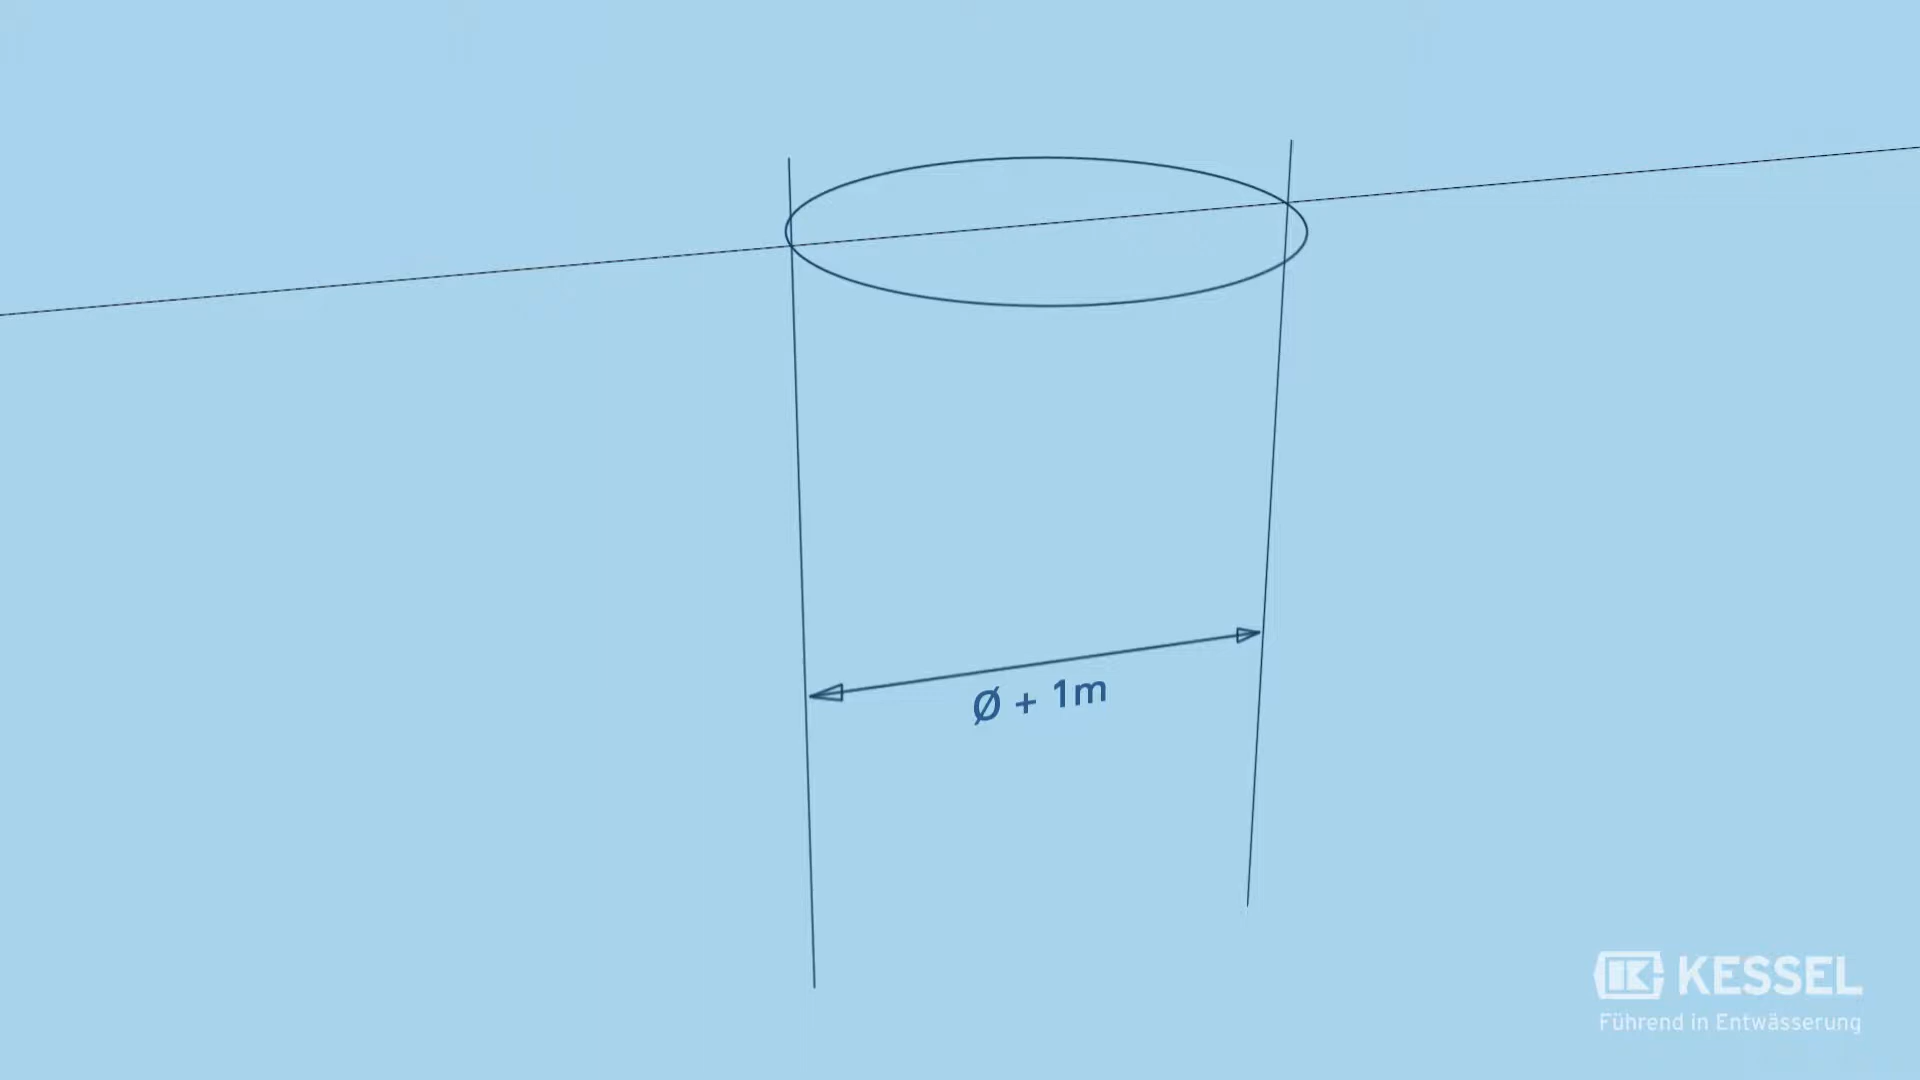 Ø + 1m
KESSEL
Führend in Entwässerung